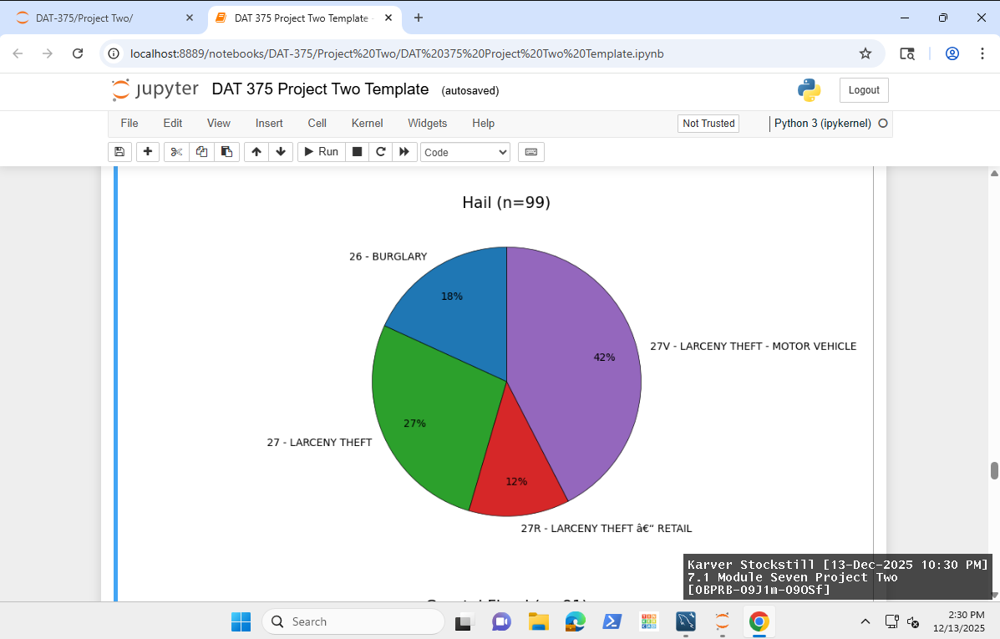 DAT-375/Project Two/
DAT 375 Project Two Template
localhost:8889/notebooks/DAT-375/Project%20Two/DAT%20375%20Project%20Two%20Template.ipynb
jupyter DAT 375 Project Two Template (autosaved)
Logout
File Edit View Insert Cell Kernel Widgets Help
Not Trusted
Python 3 (ipykernel)
Run
Code
Hail (n=99)
26 - BURGLARY
18%
27V - LARCENY THEFT - MOTOR VEHICLE
42%
27%
27 - LARCENY THEFT
12%
27R - LARCENY THEFT â€“ RETAIL
Karver Stockstill [13-Dec-2025 10:30 PM]
7.1 Module Seven Project Two
[OBPRB-O9J1m-O9OSf]
Search
2:30 PM
12/13/2025